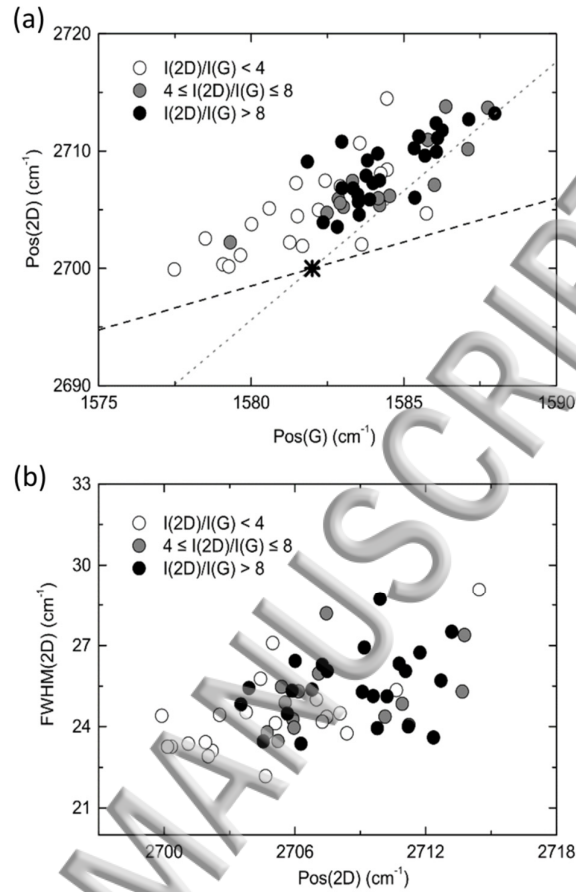 (a)
2720
2710
2700
2690
Pos(2D) (cm⁻¹)
I(2D)/I(G) < 4
4 ≤ I(2D)/I(G) ≤ 8
I(2D)/I(G) > 8
1575
1580
1585
1590
Pos(G) (cm⁻¹)
(b)
33
30
27
24
21
FWHM(2D) (cm⁻¹)
I(2D)/I(G) < 4
4 ≤ I(2D)/I(G) ≤ 8
I(2D)/I(G) > 8
2700
2706
2712
2718
Pos(2D) (cm⁻¹)
MANUSCRIPT